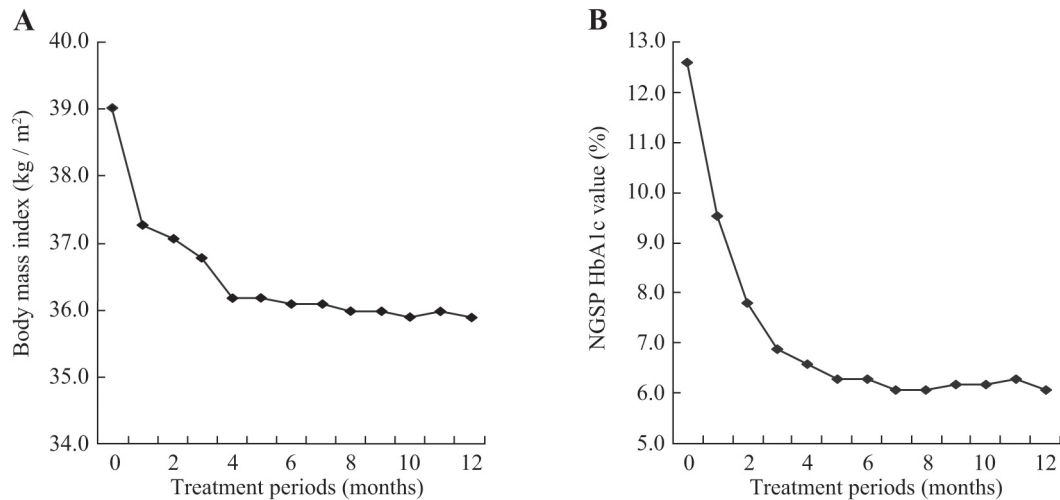 A
40.0
39.0
38.0
37.0
36.0
35.0
34.0
Body mass index (kg / m²)
0 2 4 6 8 10 12
Treatment periods (months)
B
13.0
12.0
11.0
10.0
9.0
8.0
7.0
6.0
5.0
NGSP HbA1c value (%)
0 2 4 6 8 10 12
Treatment periods (months)